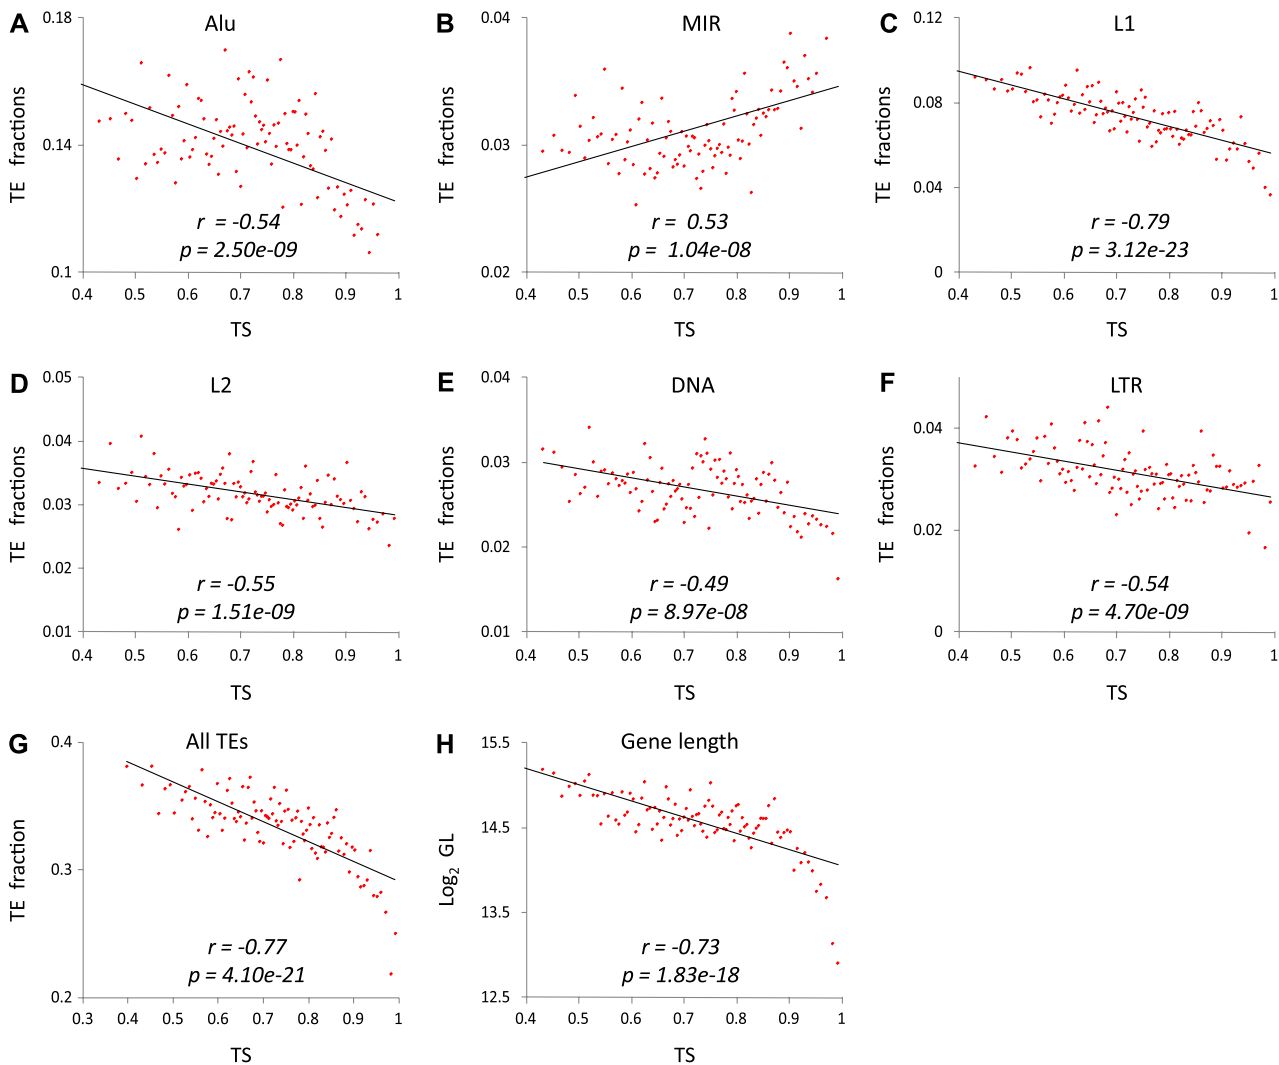 A Alu
0.18
0.14
0.1
TE fractions
r = -0.54
p = 2.50e-09
0.4 0.5 0.6 0.7 0.8 0.9 1
TS
B MIR
0.04
0.03
0.02
TE fractions
r = 0.53
p = 1.04e-08
0.4 0.5 0.6 0.7 0.8 0.9 1
TS
C L1
0.12
0.08
0.04
0
TE fractions
r = -0.79
p = 3.12e-23
0.4 0.5 0.6 0.7 0.8 0.9 1
TS
D L2
0.05
0.04
0.03
0.02
0.01
TE fractions
r = -0.55
p = 1.51e-09
0.4 0.5 0.6 0.7 0.8 0.9 1
TS
E DNA
0.04
0.03
0.02
0.01
TE fractions
r = -0.49
p = 8.97e-08
0.4 0.5 0.6 0.7 0.8 0.9 1
TS
F LTR
0.04
0.02
0
TE fractions
r = -0.54
p = 4.70e-09
0.4 0.5 0.6 0.7 0.8 0.9 1
TS
G All TEs
0.4
0.3
0.2
TE fraction
r = -0.77
p = 4.10e-21
0.3 0.4 0.5 0.6 0.7 0.8 0.9 1
TS
H Gene length
15.5
14.5
13.5
12.5
Log2 GL
r = -0.73
p = 1.83e-18
0.4 0.5 0.6 0.7 0.8 0.9 1
TS